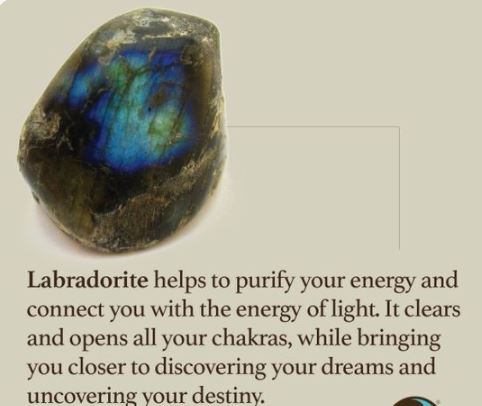 Labradorite helps to purify your energy and
connect you with the energy of light. It clears
and opens all your chakras, while bringing
you closer to discovering your dreams and
uncovering your destiny.